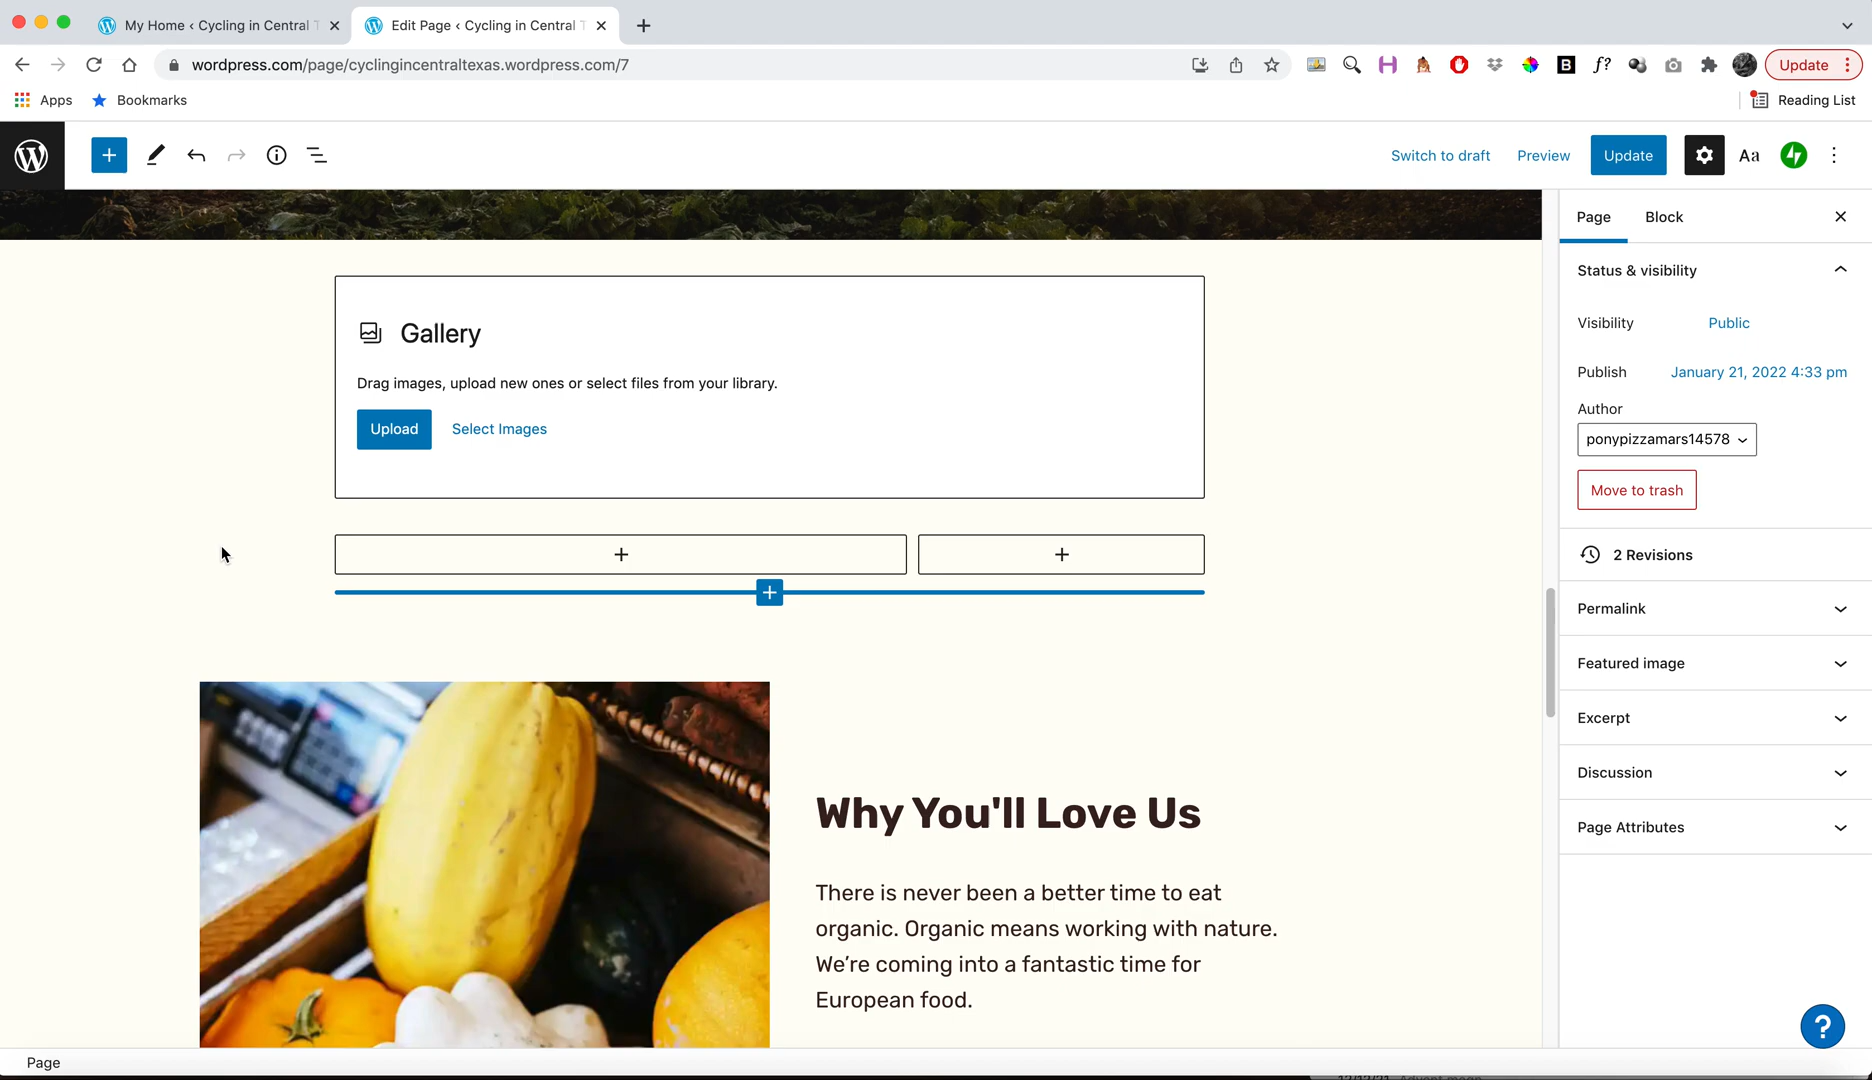 My Home ‹ Cycling in Central
Edit Page ‹ Cycling in Central
wordpress.com/page/cyclingincentraltexas.wordpress.com/7
Update
Apps
Bookmarks
Reading List
Switch to draft
Preview
Update
Aa
Page
Block
Status & visibility
Gallery
Visibility
Public
Drag images, upload new ones or select files from your library.
Publish
January 21, 2022 4:33 pm
Upload
Select Images
Author
ponypizzamars14578
Move to trash
2 Revisions
Permalink
Featured image
Excerpt
Discussion
Why You'll Love Us
Page Attributes
There is never been a better time to eat
organic. Organic means working with nature.
We're coming into a fantastic time for
European food.
Page